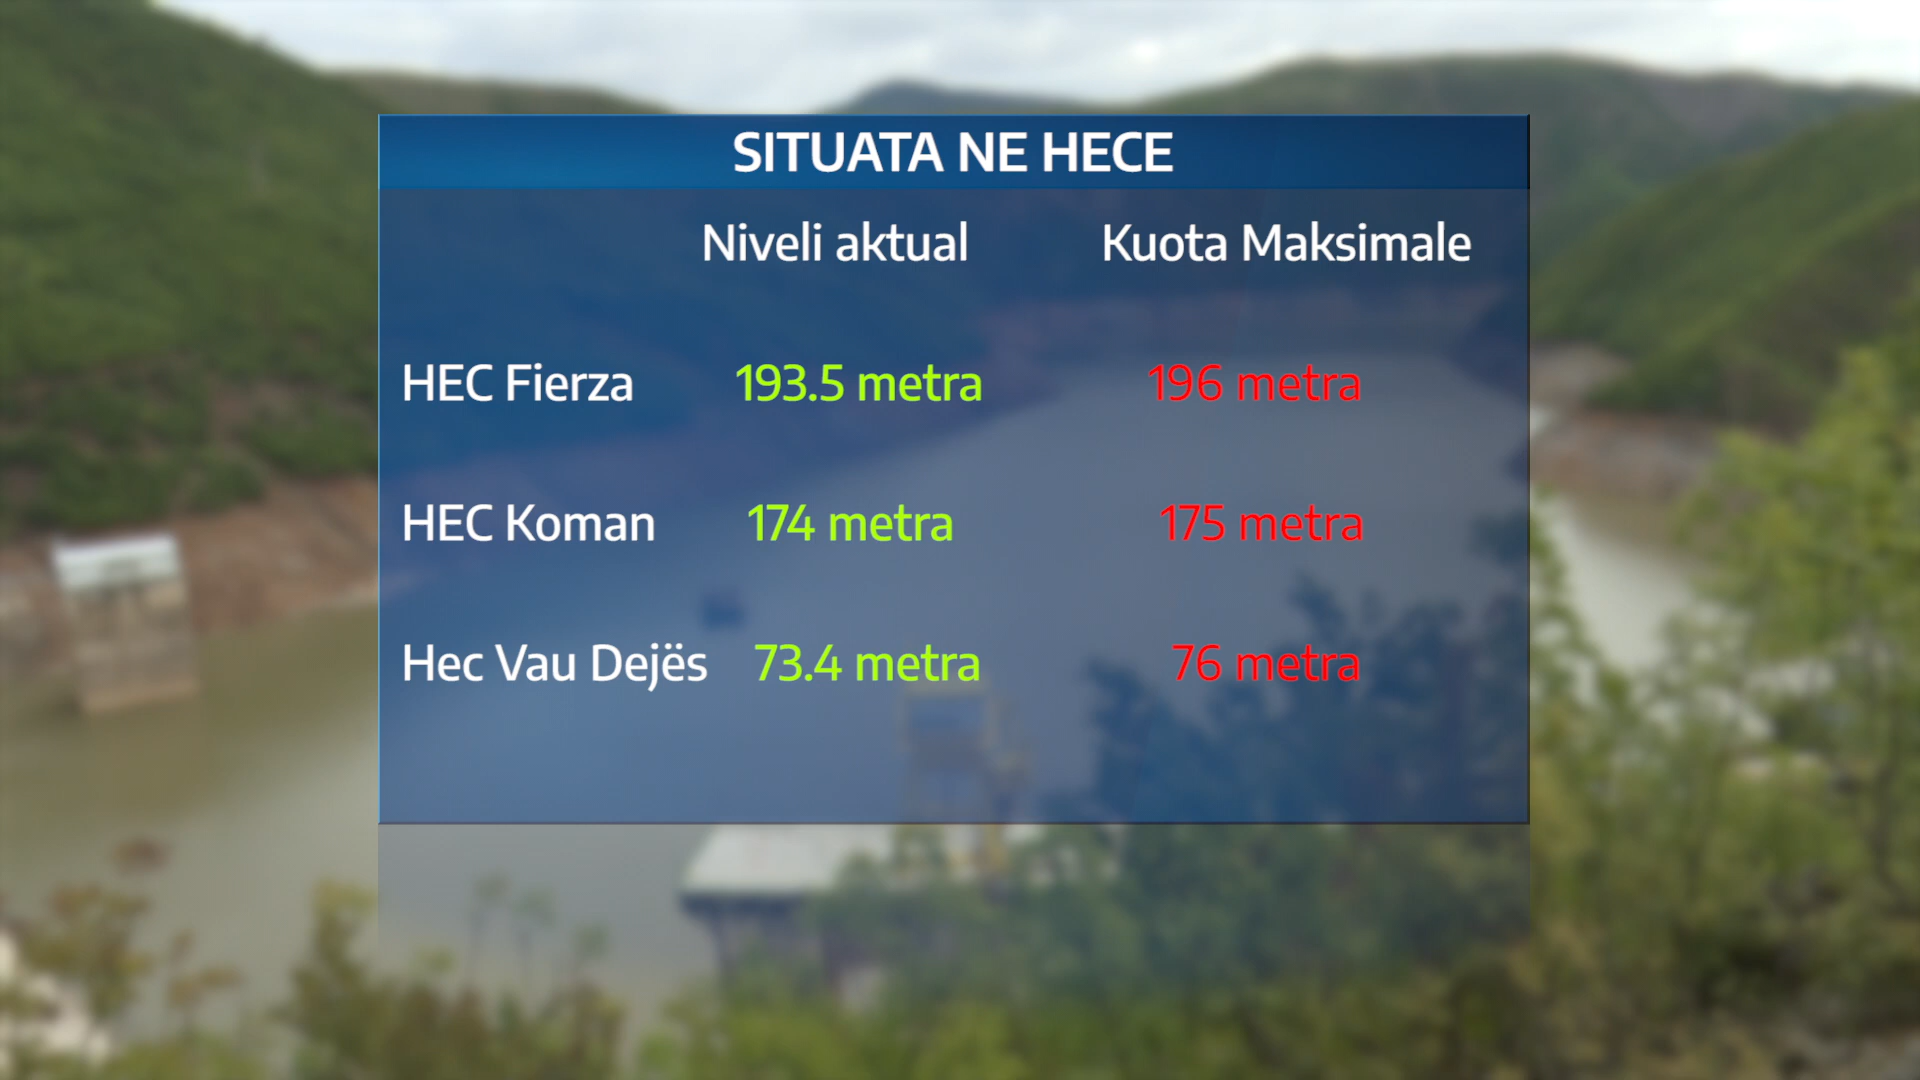 SITUATA NE HECE
Niveli aktual Kuota Maksimale
HEC Fierza 193.5 metra 196 metra
HEC Koman 174 metra 175 metra
Hec Vau Dejës 73.4 metra 76 metra